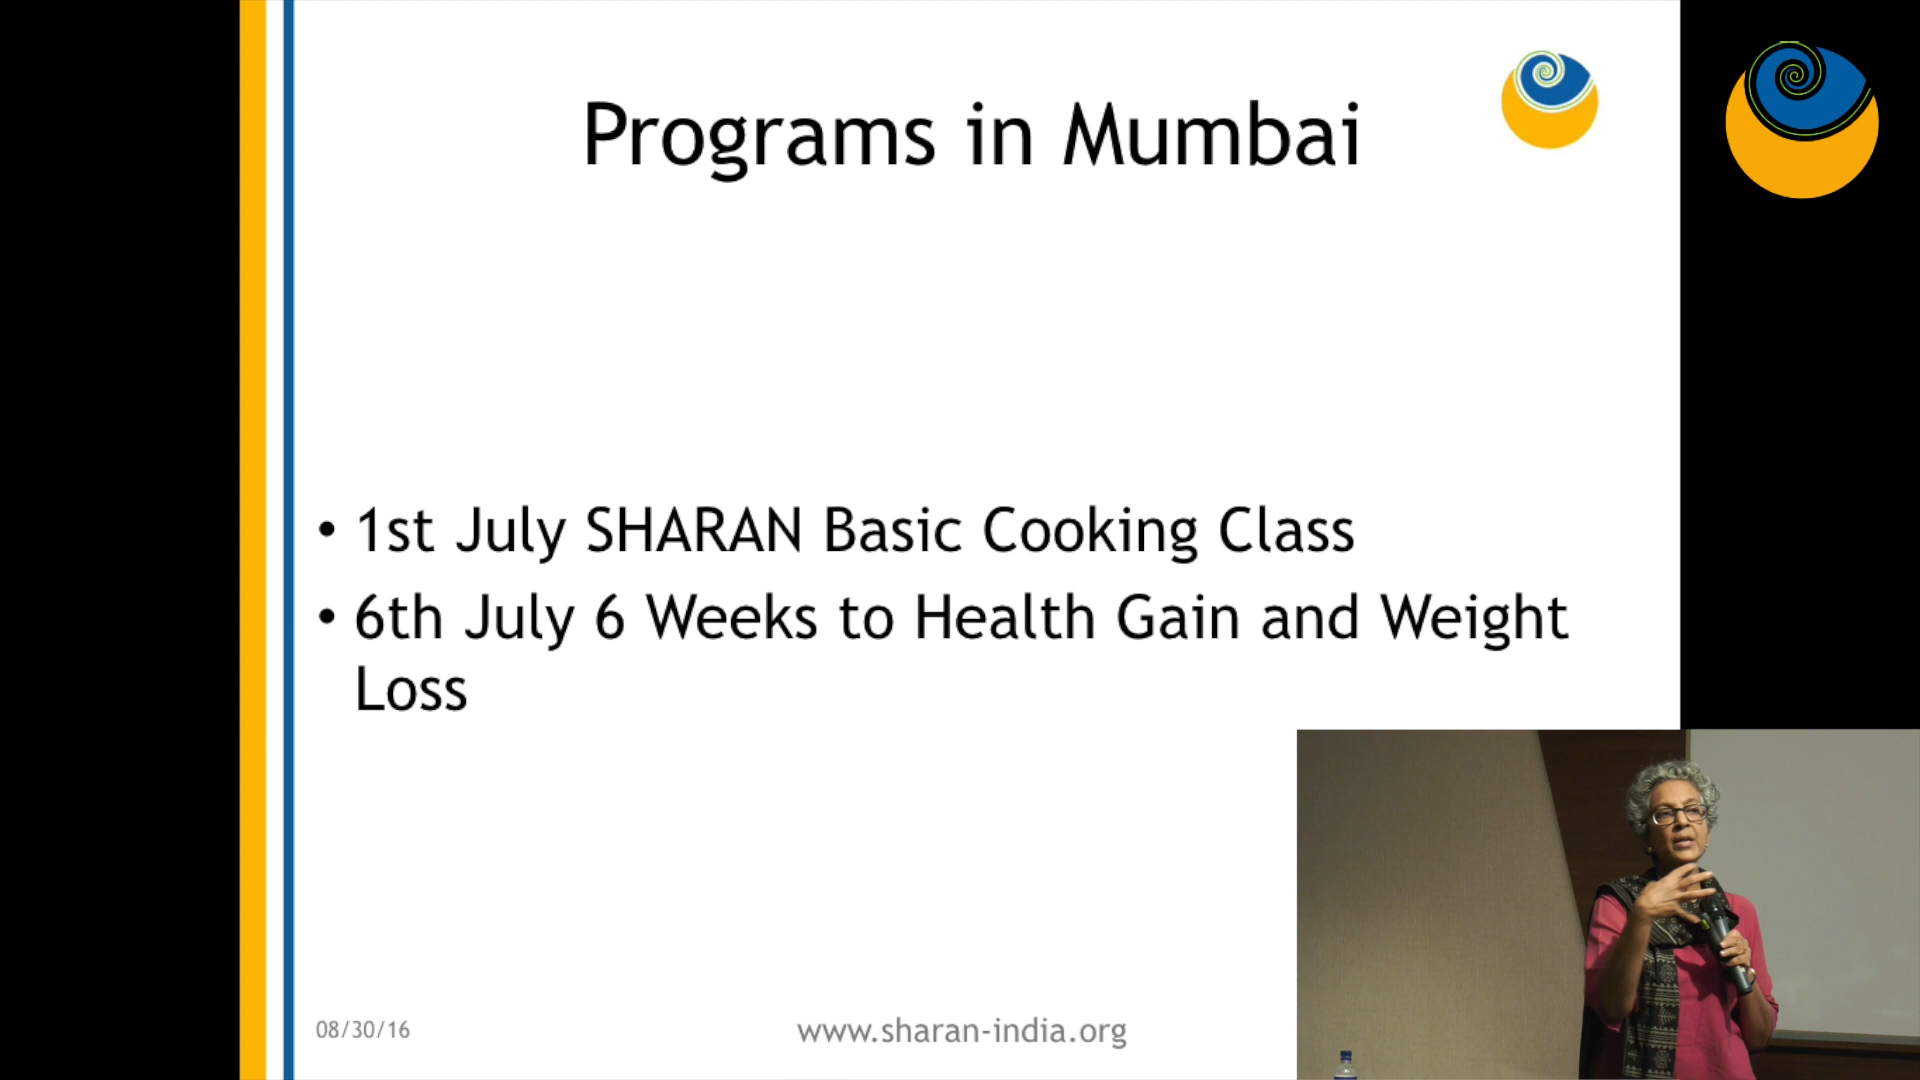 Programs in Mumbai
• 1st July SHARAN Basic Cooking Class
• 6th July 6 Weeks to Health Gain and Weight
Loss
08/30/16
www.sharan-india.org